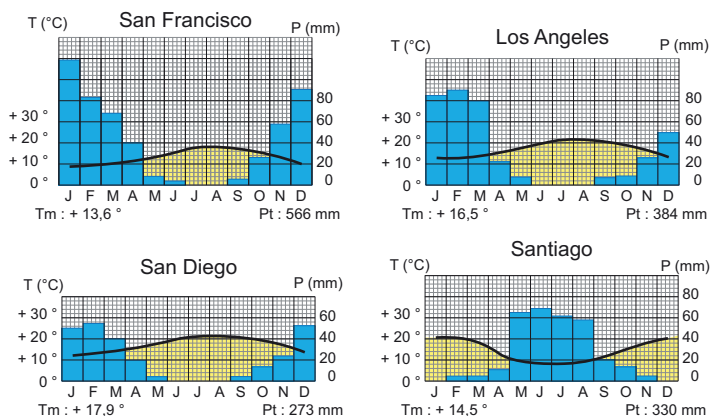 San Francisco
T (°C)
P (mm)
+ 30 °
+ 20 °
+ 10 °
0 °
80
60
40
20
0
J F M A M J J A S O N D
Tm : + 13,6 °
Pt : 566 mm
Los Angeles
T (°C)
P (mm)
+ 30 °
+ 20 °
+ 10 °
0 °
80
60
40
20
0
J F M A M J J A S O N D
Tm : + 16,5 °
Pt : 384 mm
San Diego
T (°C)
P (mm)
+ 30 °
+ 20 °
+ 10 °
0 °
60
40
20
0
J F M A M J J A S O N D
Tm : + 17,9 °
Pt : 273 mm
Santiago
T (°C)
P (mm)
+ 30 °
+ 20 °
+ 10 °
0 °
80
60
40
20
0
J F M A M J J A S O N D
Tm : + 14,5 °
Pt : 330 mm